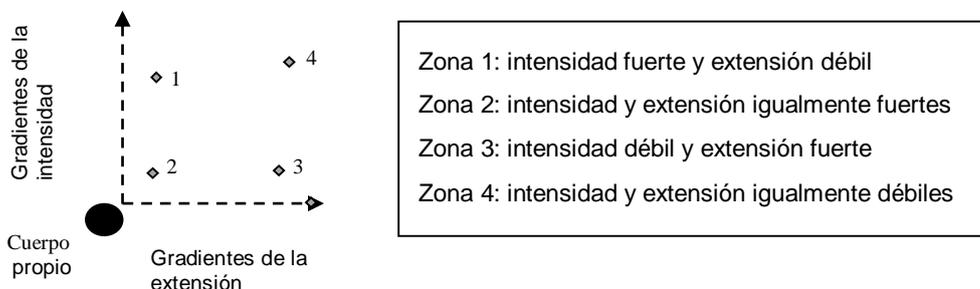 Gradientes de la
intensidad
1
4
2
3
Cuerpo
propio
Gradientes de la
extensión
Zona 1: intensidad fuerte y extensión débil
Zona 2: intensidad y extensión igualmente fuertes
Zona 3: intensidad débil y extensión fuerte
Zona 4: intensidad y extensión igualmente débiles